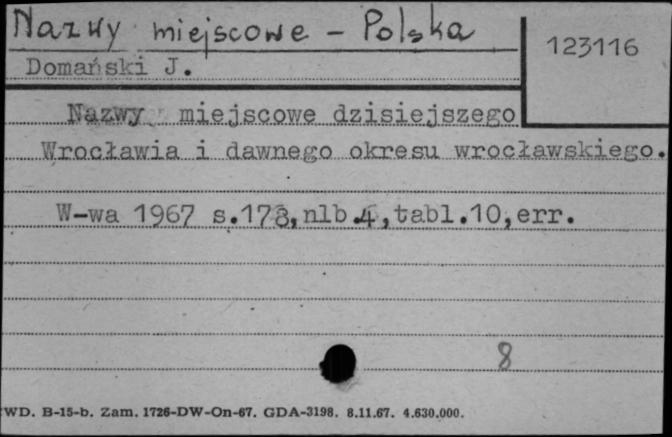 Nazwy miejscowe - Polska
123116
Domański J.
Nazwy miejscowe dzisiejszego
Wrocławia i dawnego okresu wrocławskiego.
W-wa 1967 s.178, nlb.4, tabl.10, err.
8
WD. B-15-b. Zam. 1726-DW-On-67. GDA-3198. 8.11.67. 4.630.000.